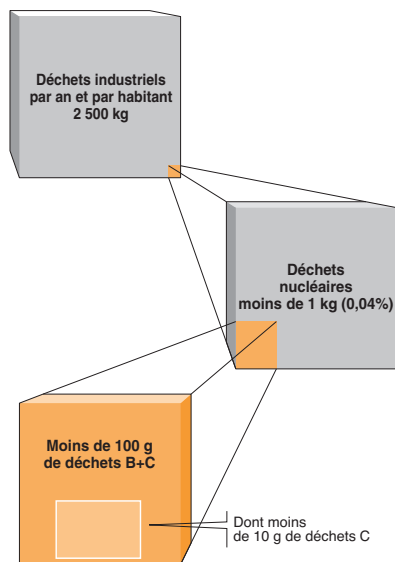 Déchets industriels
par an et par habitant
2 500 kg
Déchets
nucléaires
moins de 1 kg (0,04%)
Moins de 100 g
de déchets B+C
Dont moins
de 10 g de déchets C